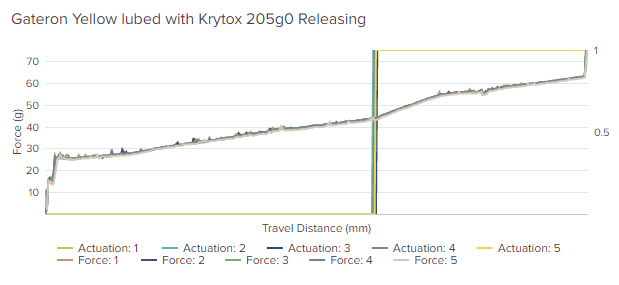 Gateron Yellow lubed with Krytox 205g0 Releasing
70
60
50
40
30
20
10
Force (g)
1
0.5
Travel Distance (mm)
Actuation: 1 Actuation: 2 Actuation: 3 Actuation: 4 Actuation: 5
Force: 1 Force: 2 Force: 3 Force: 4 Force: 5